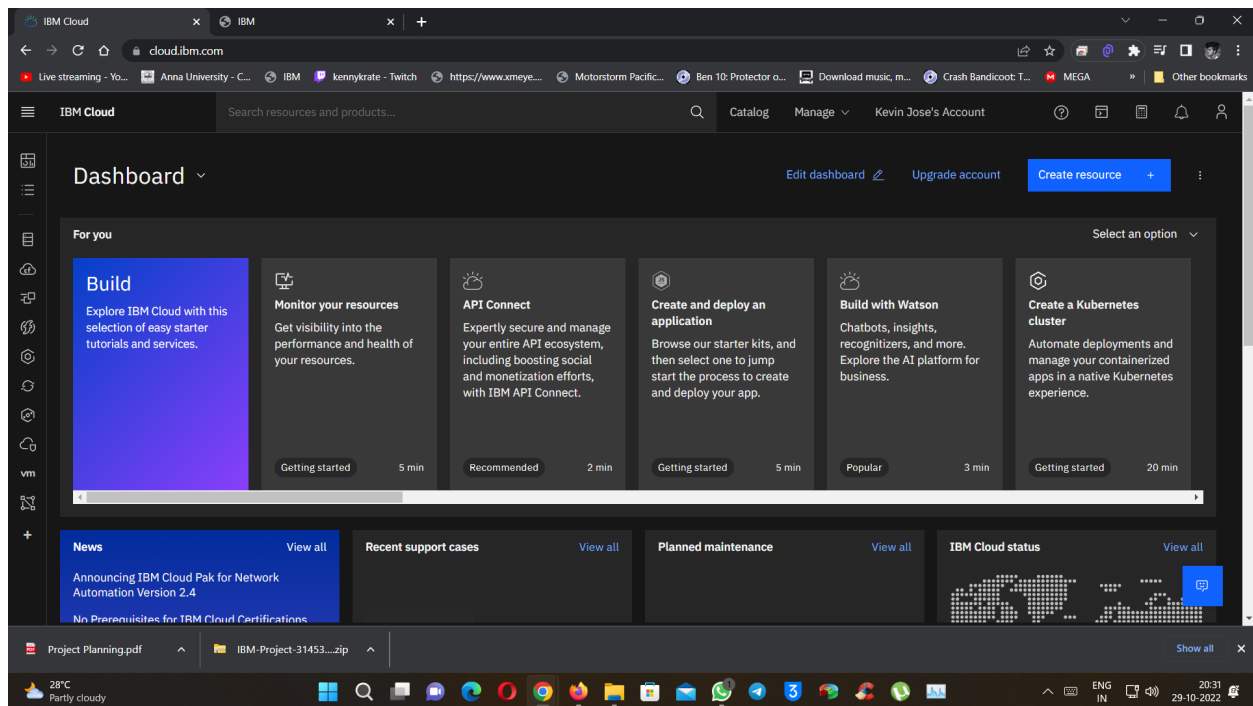 IBM Cloud
IBM
cloud.ibm.com
Live streaming - Yo...
Anna University - C...
IBM
kennykrate - Twitch
https://www.xmeye....
Motorstorm Pacific...
Ben 10: Protector o...
Download music, m...
Crash Bandicoot: T...
MEGA
»
Other bookmarks
IBM Cloud
Search resources and products...
Catalog
Manage
Kevin Jose's Account
Dashboard
Edit dashboard
Upgrade account
Create resource +
For you
Select an option
Build
Explore IBM Cloud with this
selection of easy starter
tutorials and services.
Monitor your resources
Get visibility into the
performance and health of
your resources.
Getting started
5 min
API Connect
Expertly secure and manage
your entire API ecosystem,
including boosting social
and monetization efforts,
with IBM API Connect.
Recommended
2 min
Create and deploy an
application
Browse our starter kits, and
then select one to jump
start the process to create
and deploy your app.
Getting started
5 min
Build with Watson
Chatbots, insights,
recognizers, and more.
Explore the AI platform for
business.
Popular
3 min
Create a Kubernetes
cluster
Automate deployments and
manage your containerized
apps in a native Kubernetes
experience.
Getting started
20 min
vm
News
View all
Announcing IBM Cloud Pak for Network
Automation Version 2.4
No Prerequisites for IBM Cloud Certifications
Recent support cases
View all
Planned maintenance
View all
IBM Cloud status
View all
Project Planning.pdf
IBM-Project-31453....zip
Show all
28°C
Partly cloudy
ENG
IN
20:31
29-10-2022